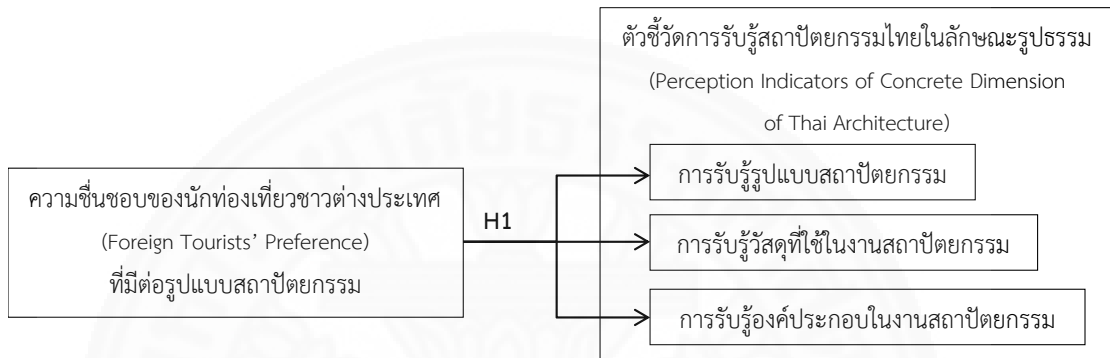 ตัวชี้วัดการรับรู้สถาปัตยกรรมไทยในลักษณะรูปธรรม
(Perception Indicators of Concrete Dimension
of Thai Architecture)
การรับรู้รูปแบบสถาปัตยกรรม
ความชื่นชอบของนักท่องเที่ยวชาวต่างประเทศ
(Foreign Tourists’ Preference)
ที่มีต่อรูปแบบสถาปัตยกรรม
H1
การรับรู้วัสดุที่ใช้ในงานสถาปัตยกรรม
การรับรู้องค์ประกอบในงานสถาปัตยกรรม